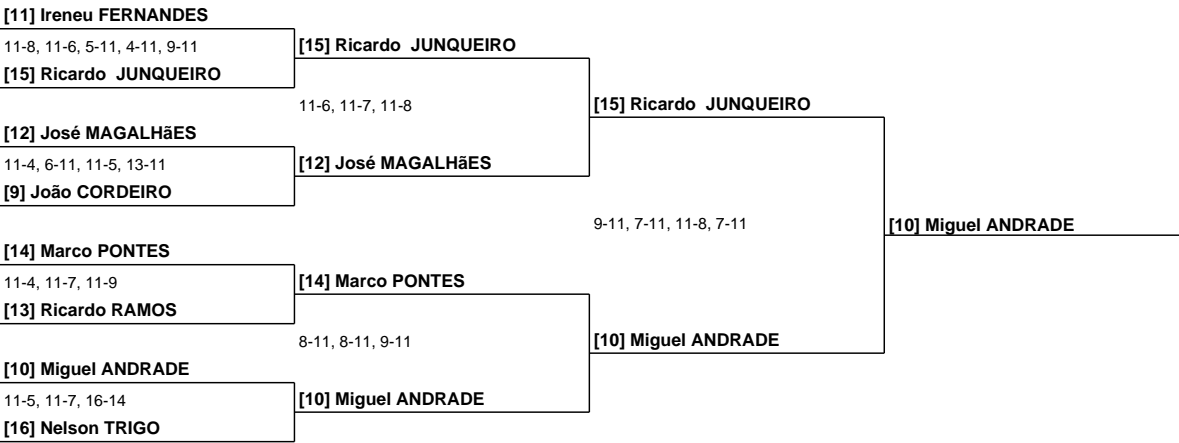 [11] Ireneu FERNANDES
11-8, 11-6, 5-11, 4-11, 9-11
[15] Ricardo  JUNQUEIRO
[15] Ricardo  JUNQUEIRO
11-6, 11-7, 11-8
[15] Ricardo  JUNQUEIRO
[12] José MAGALHãES
11-4, 6-11, 11-5, 13-11
[12] José MAGALHãES
[9] João CORDEIRO
9-11, 7-11, 11-8, 7-11
[10] Miguel ANDRADE
[14] Marco PONTES
11-4, 11-7, 11-9
[14] Marco PONTES
[13] Ricardo RAMOS
8-11, 8-11, 9-11
[10] Miguel ANDRADE
[10] Miguel ANDRADE
11-5, 11-7, 16-14
[10] Miguel ANDRADE
[16] Nelson TRIGO